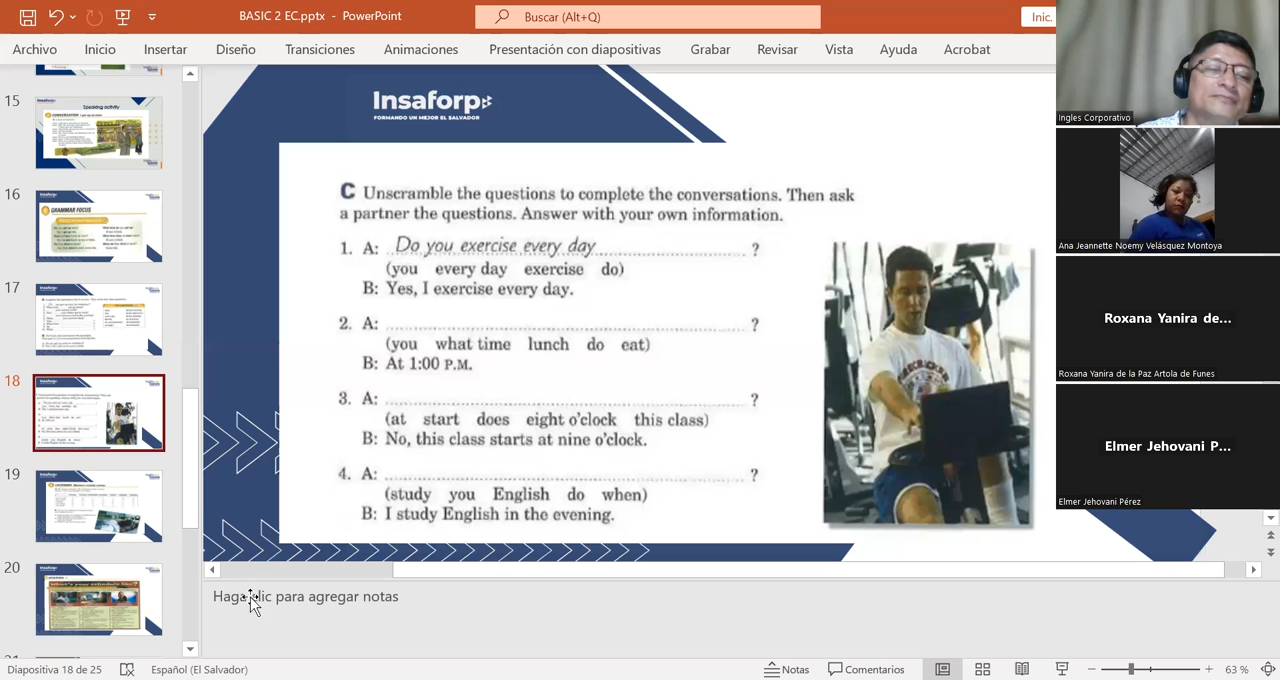 BASIC 2 EC.pptx - PowerPoint
Buscar (Alt+Q)
Inic.
Archivo Inicio Insertar Diseño Transiciones Animaciones Presentación con diapositivas Grabar Revisar Vista Ayuda Acrobat
15
Speaking activity
16
GRAMMAR FOCUS
17
18
19
20
Insaforp
FORMANDO UN MEJOR EL SALVADOR
C Unscramble the questions to complete the conversations. Then ask
a partner the questions. Answer with your own information.
1. A: Do you exercise every day ?
(you every day exercise do)
B: Yes, I exercise every day.
2. A: ?
(you what time lunch do eat)
B: At 1:00 P.M.
3. A: ?
(at start does eight o'clock this class)
B: No, this class starts at nine o'clock.
4. A: ?
(study you English do when)
B: I study English in the evening.
Ingles Corporativo
Ana Jeannette Noemy Velásquez Montoya
Roxana Yanira de...
Roxana Yanira de la Paz Artola de Funes
Elmer Jehovani P...
Elmer Jehovani Pérez
Haga clic para agregar notas
Diapositiva 18 de 25 Español (El Salvador) Notas Comentarios 63 %